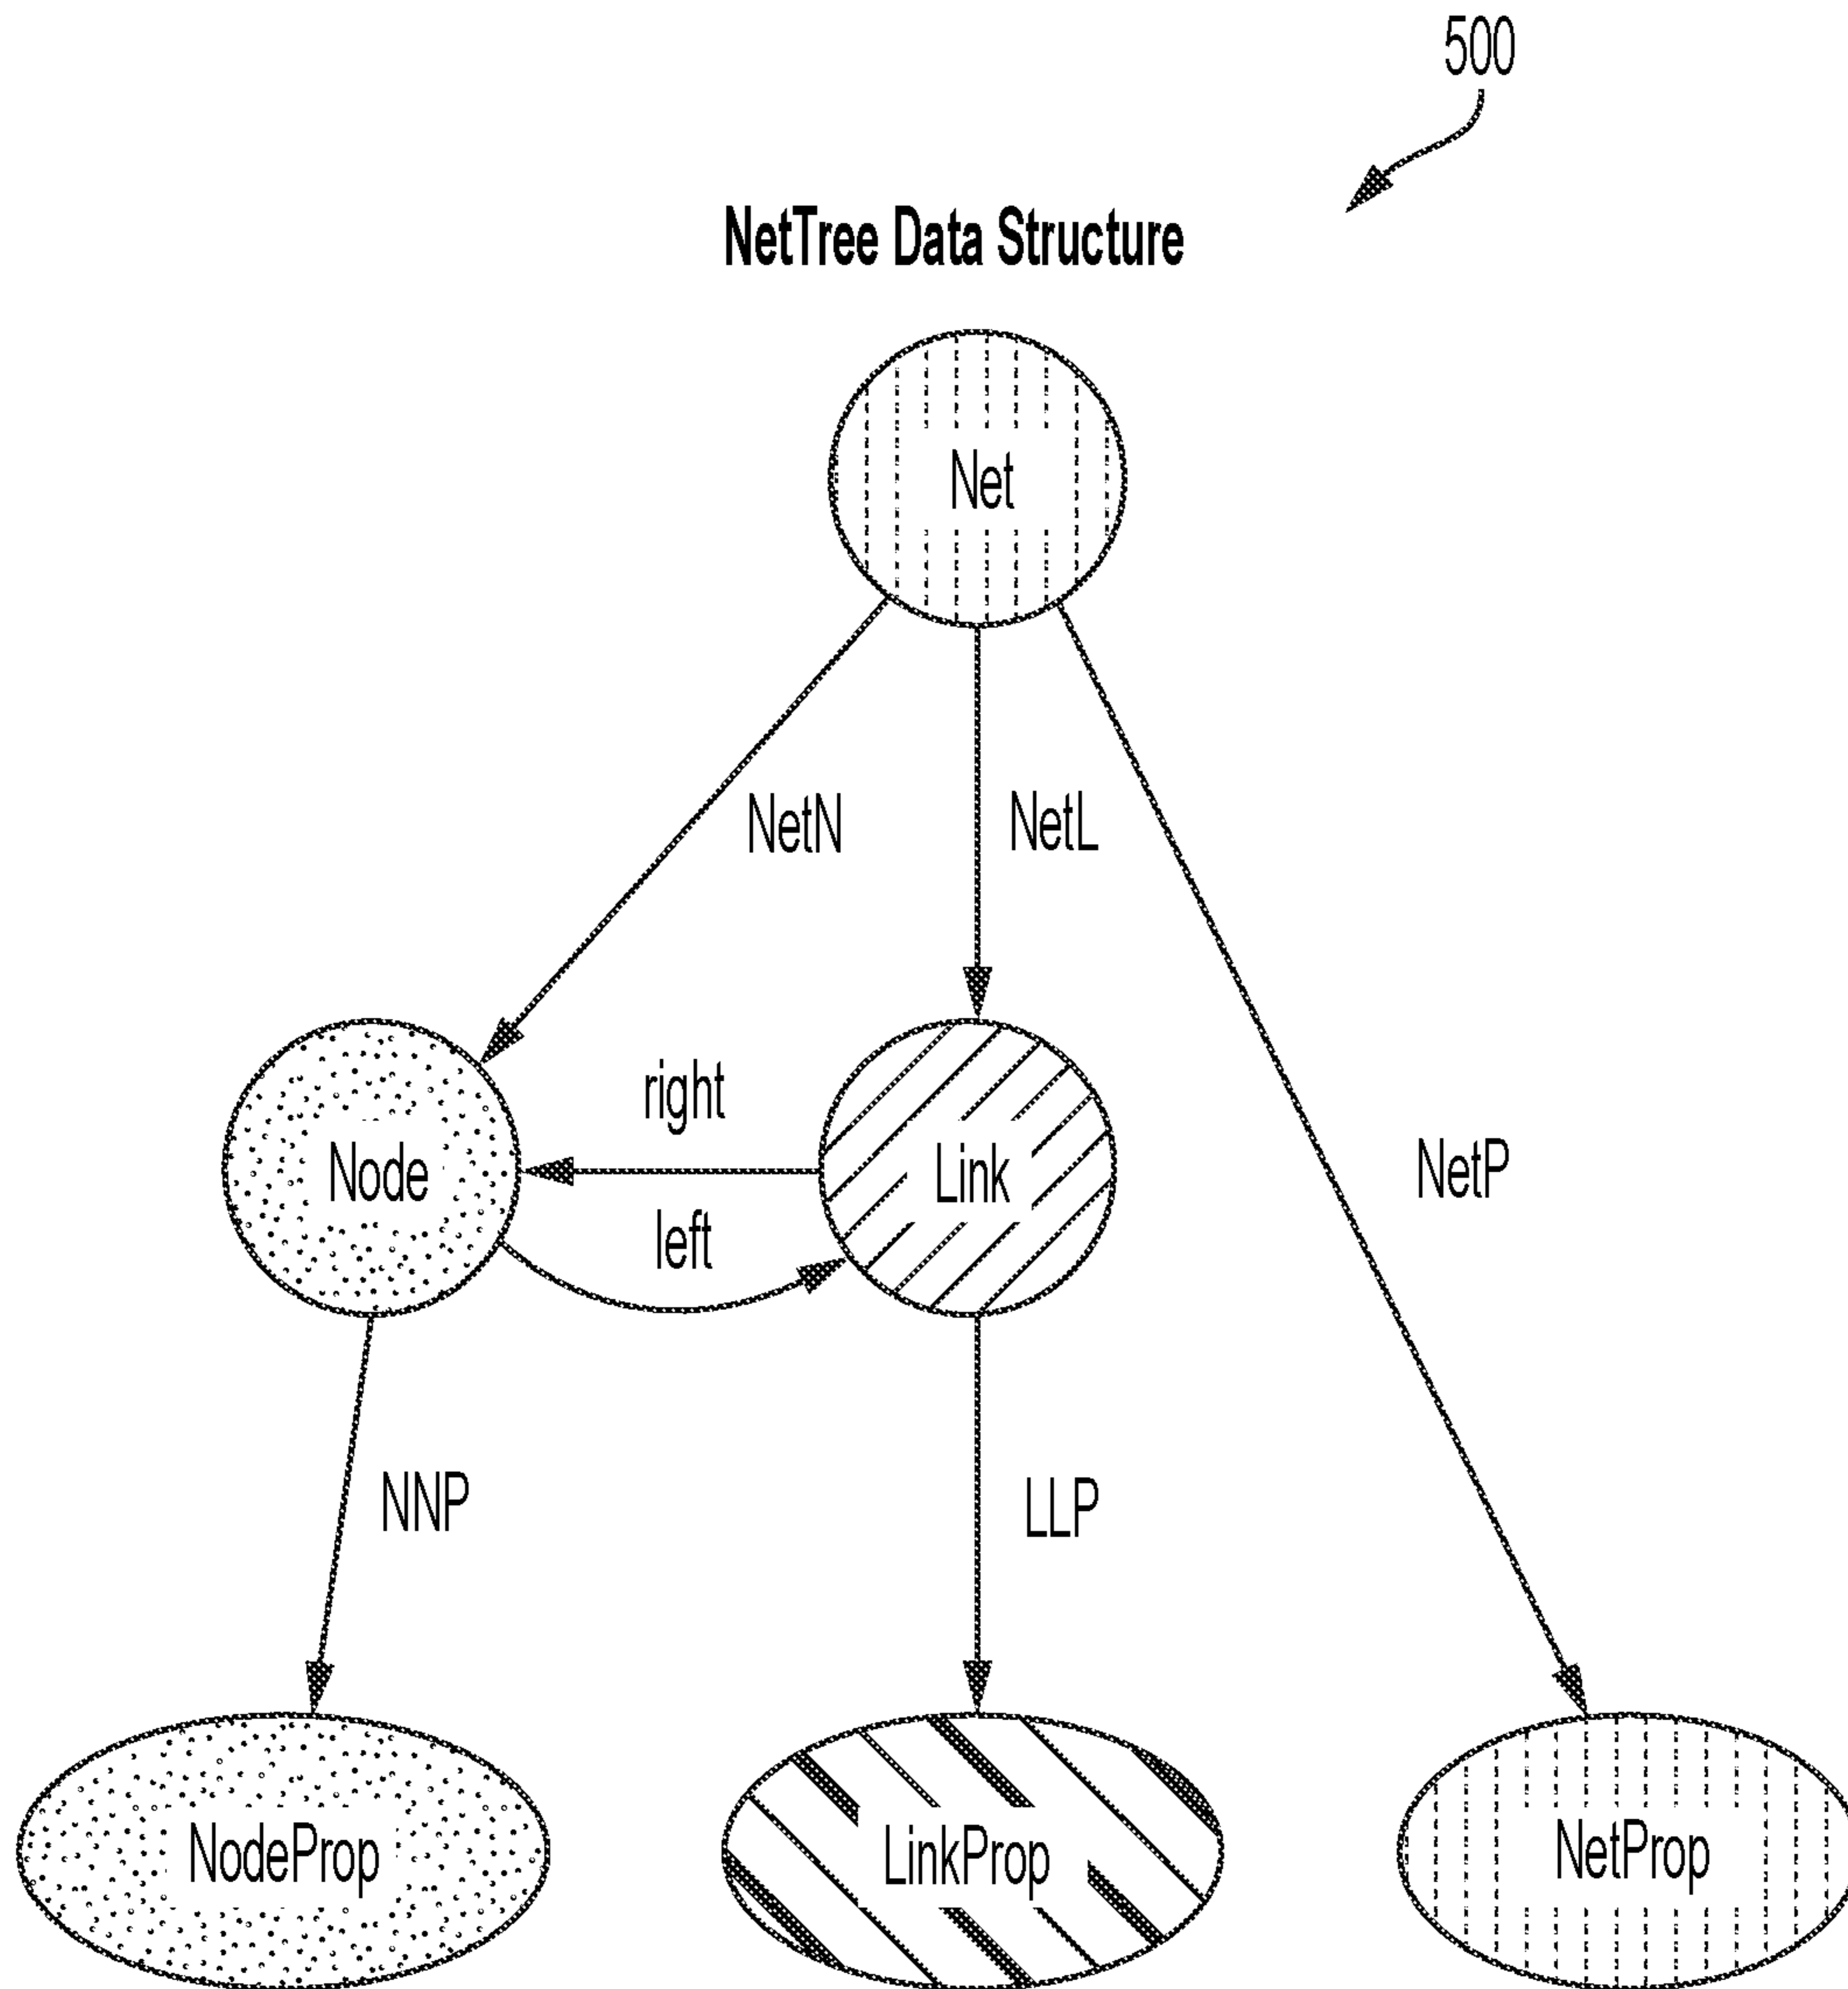 500
NetTree Data Structure
Net
NetN
NetL
NetP
right
Node
Link
left
NNP
LLP
NodeProp
LinkProp
NetProp